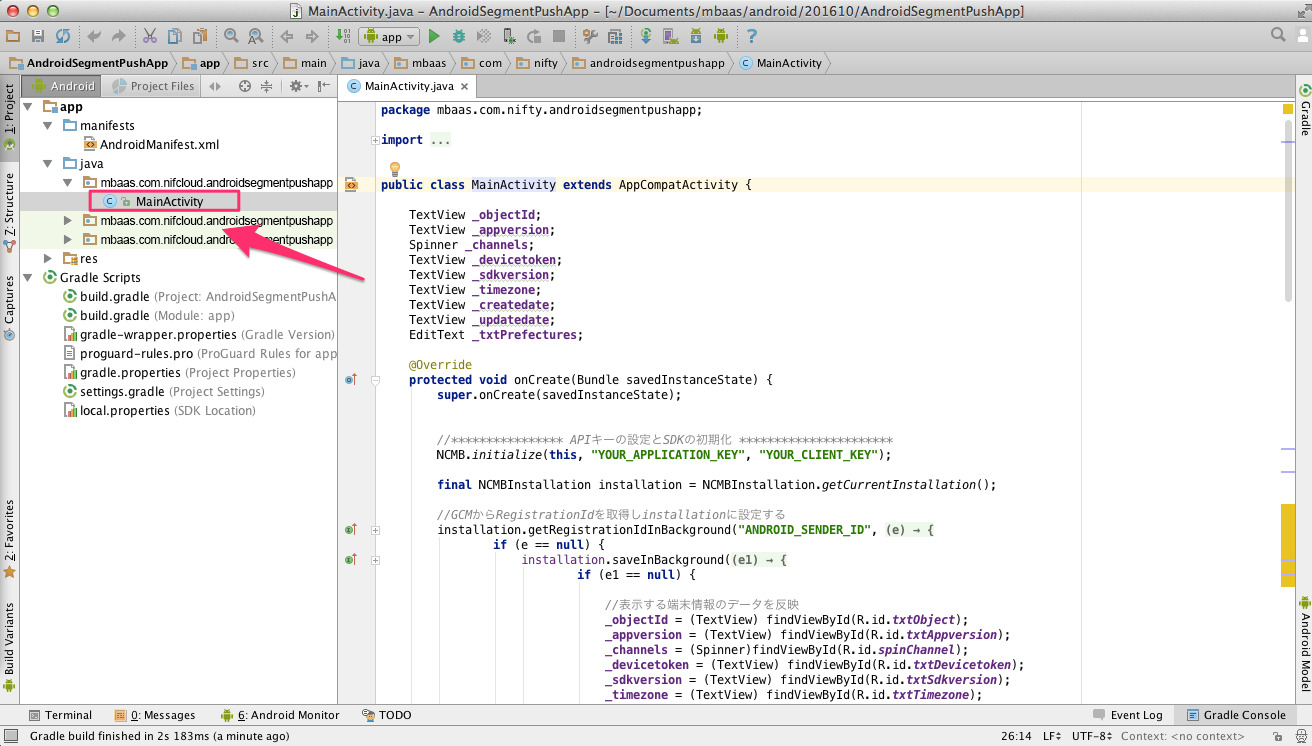 MainActivity.java – AndroidSegmentPushApp – [~/Documents/mbaas/android/201610/AndroidSegmentPushApp]
app
AndroidSegmentPushApp app src main java mbaas com nifty androidsegmentpushapp MainActivity
Android Project Files
MainActivity.java
1: Project
Z: Structure
Captures
2: Favorites
Build Variants
app
manifests
AndroidManifest.xml
java
mbaas.com.nifcloud.androidsegmentpushapp
MainActivity
mbaas.com.nifcloud.androidsegmentpushapp
mbaas.com.nifcloud.androidsegmentpushapp
res
Gradle Scripts
build.gradle (Project: AndroidSegmentPushA
build.gradle (Module: app)
gradle-wrapper.properties (Gradle Version)
proguard-rules.pro (ProGuard Rules for app
gradle.properties (Project Properties)
settings.gradle (Project Settings)
local.properties (SDK Location)
package mbaas.com.nifty.androidsegmentpushapp;
import ...
public class MainActivity extends AppCompatActivity {
TextView _objectId;
TextView _appversion;
Spinner _channels;
TextView _devicetoken;
TextView _sdkversion;
TextView _timezone;
TextView _createdate;
TextView _updatedate;
EditText _txtPrefectures;
@Override
protected void onCreate(Bundle savedInstanceState) {
super.onCreate(savedInstanceState);
//**************** APIキーの設定とSDKの初期化 **********************
NCMB.initialize(this, "YOUR_APPLICATION_KEY", "YOUR_CLIENT_KEY");
final NCMBInstallation installation = NCMBInstallation.getCurrentInstallation();
//GCMからRegistrationIdを取得しinstallationに設定する
installation.getRegistrationIdInBackground("ANDROID_SENDER_ID", (e) → {
if (e == null) {
installation.saveInBackground((e1) → {
if (e1 == null) {
//表示する端末情報のデータを反映
_objectId = (TextView) findViewById(R.id.txtObject);
_appversion = (TextView) findViewById(R.id.txtAppversion);
_channels = (Spinner)findViewById(R.id.spinChannel);
_devicetoken = (TextView) findViewById(R.id.txtDevicetoken);
_sdkversion = (TextView) findViewById(R.id.txtSdkversion);
_timezone = (TextView) findViewById(R.id.txtTimezone);
Gradle
Android Model
Terminal 0: Messages 6: Android Monitor TODO Event Log Gradle Console
Gradle build finished in 2s 183ms (a minute ago) 26:14 LF UTF-8 Context: <no context>